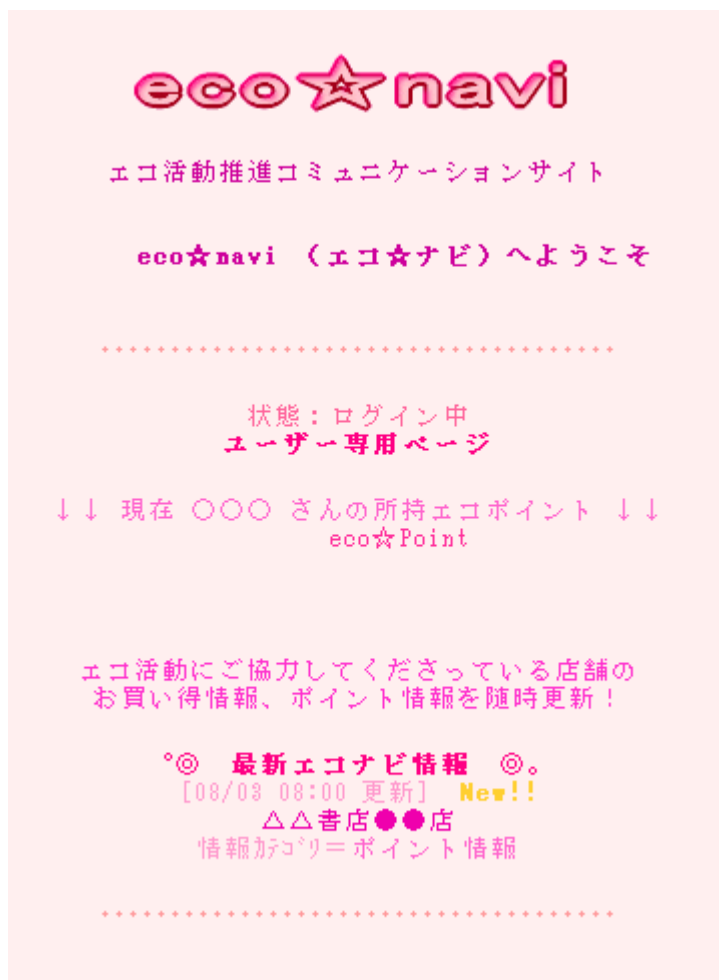 eco☆navi
エコ活動推進コミュニケーションサイト
eco☆navi （エコ☆ナビ）へようこそ
状態：ログイン中
ユーザー専用ページ
↓↓ 現在 ○○○ さんの所持エコポイント ↓↓
eco☆Point
エコ活動にご協力してくださっている店舗の
お買い得情報、ポイント情報を随時更新！
°◎ 最新エコナビ情報 ◎。
[08/03 08:00 更新] New!!
△△書店●●店
情報ｶﾃｺﾞﾘ＝ポイント情報